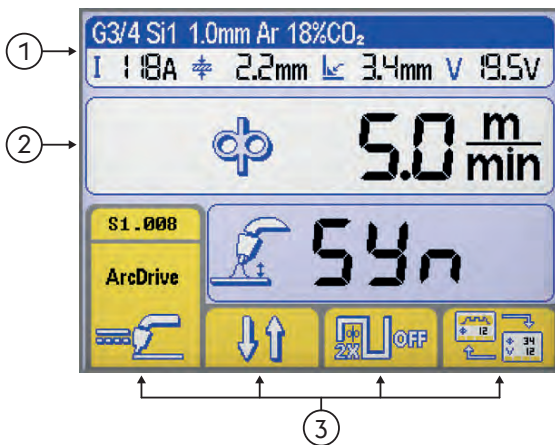 G3/4 Si1 1.0mm Ar 18%CO₂
I 118A 2.2mm 3.4mm V 19.5V
1
2
5.0 m/min
S1.008
ArcDrive
Syn
2X OFF
12
34
V 12
3